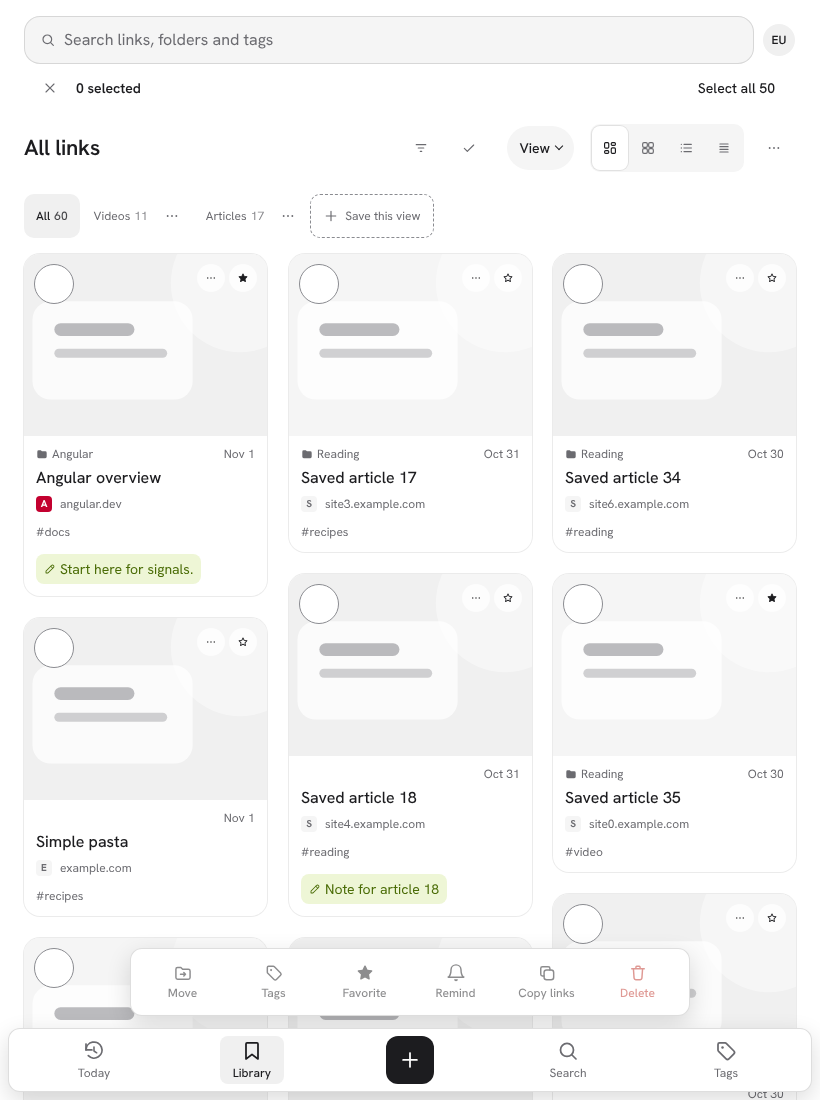 Search links, folders and tags
EU
0 selected
Select all 50
All links
View
All 60
Videos 11
Articles 17
Save this view
Angular
Nov 1
Angular overview
A angular.dev
#docs
Start here for signals.
Reading
Oct 31
Saved article 17
S site3.example.com
#recipes
Reading
Oct 30
Saved article 34
S site6.example.com
#reading
Nov 1
Simple pasta
E example.com
#recipes
Oct 31
Saved article 18
S site4.example.com
#reading
Note for article 18
Reading
Oct 30
Saved article 35
S site0.example.com
#video
Move
Tags
Favorite
Remind
Copy links
Delete
Today
Library
Search
Tags
Oct 30